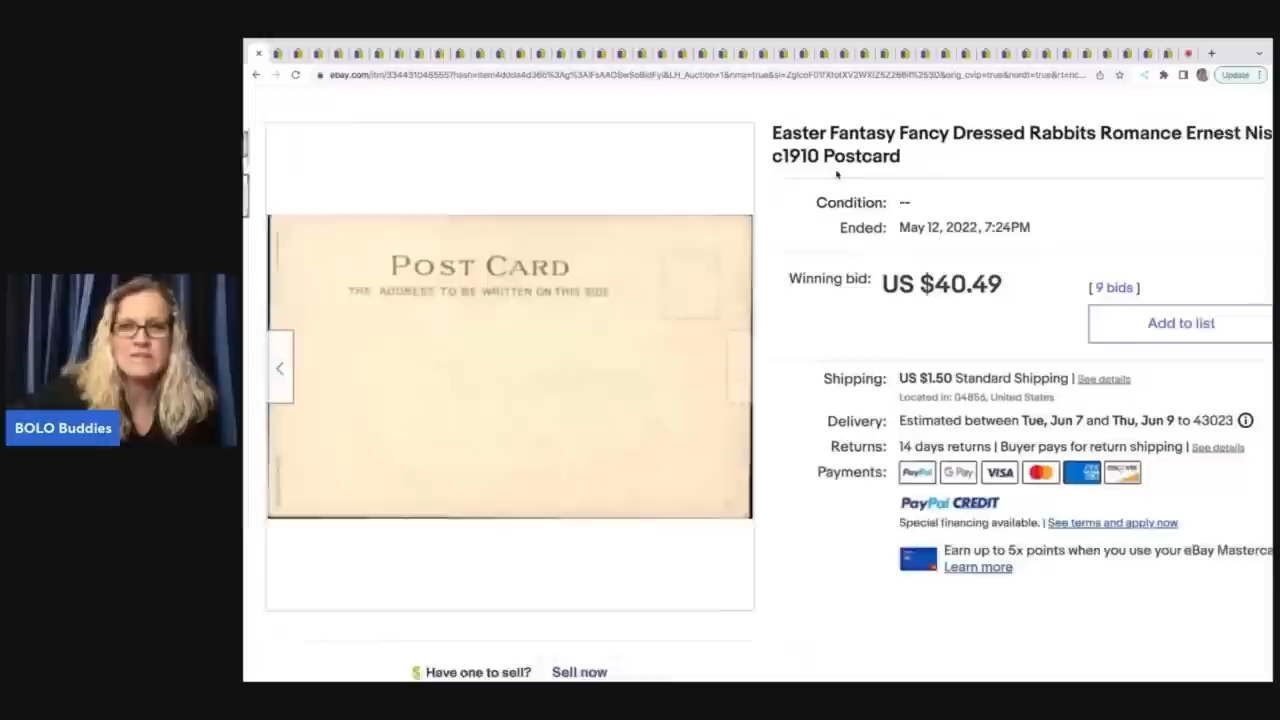 Update
Easter Fantasy Fancy Dressed Rabbits Romance Ernest Nis
c1910 Postcard
POST CARD
THE ADDRESS TO BE WRITTEN ON THIS SIDE
Condition: --
Ended: May 12, 2022, 7:24PM
Winning bid: US $40.49 [ 9 bids ]
Add to list
Shipping: US $1.50 Standard Shipping | See details
Located in: 04856, United States
Delivery: Estimated between Tue, Jun 7 and Thu, Jun 9 to 43023
Returns: 14 days returns | Buyer pays for return shipping | See details
Payments: PayPal G Pay VISA
PayPal CREDIT
Special financing available. | See terms and apply now
Earn up to 5x points when you use your eBay Masterca
Learn more
BOLO Buddies
Have one to sell? Sell now